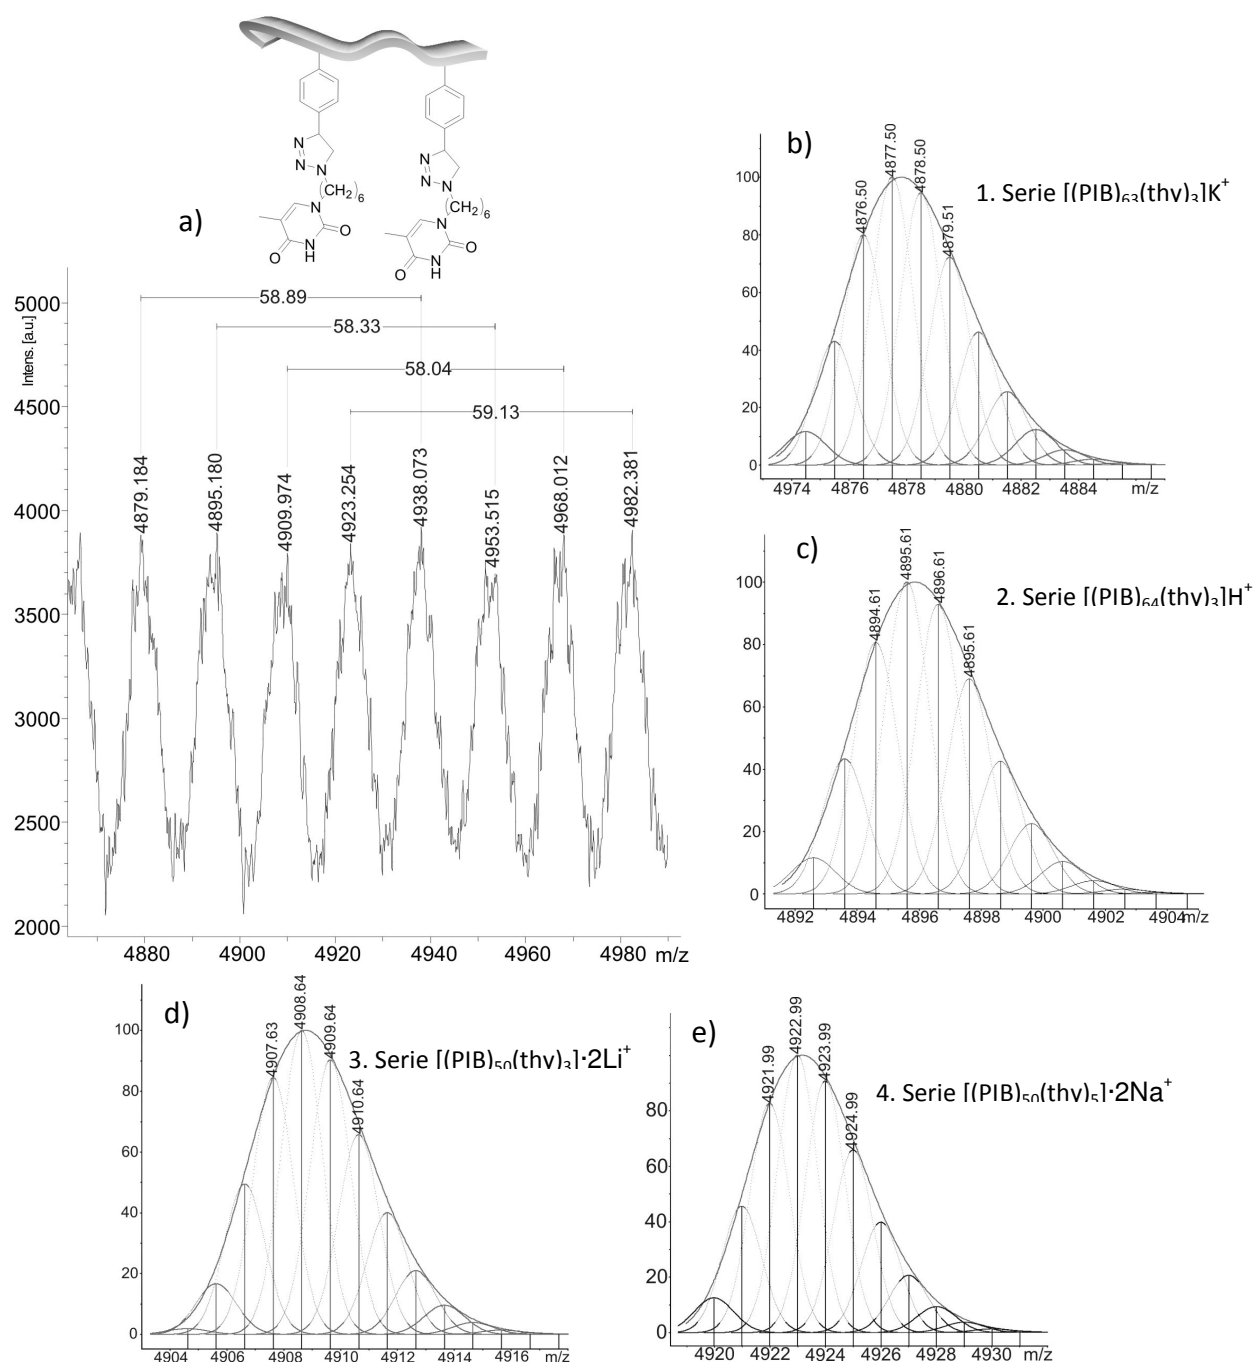 a)
N
N
N
(CH2)6
N
O
NH
O
N
N
N
(CH2)6
N
O
NH
O
Intens. [a.u.]
5000
4500
4000
3500
3000
2500
2000
58.89
58.33
58.04
59.13
4879.184
4895.180
4909.974
4923.254
4938.073
4953.515
4968.012
4982.381
4880 4900 4920 4940 4960 4980 m/z
b)
1. Serie [(PIB)63(thy)3]K+
4876.50
4877.50
4878.50
4879.51
100
80
60
40
20
0
4974 4876 4878 4880 4882 4884 m/z
c)
2. Serie [(PIB)64(thy)3]H+
4894.61
4895.61
4896.61
4895.61
100
80
60
40
20
0
4892 4894 4896 4898 4900 4902 4904 m/z
d)
3. Serie [(PIB)50(thy)3]·2Li+
4907.63
4908.64
4909.64
4910.64
100
80
60
40
20
0
4904 4906 4908 4910 4912 4914 4916 m/z
e)
4. Serie [(PIB)50(thy)5]·2Na+
4921.99
4922.99
4923.99
4924.99
80
60
40
20
0
4920 4922 4924 4926 4928 4930 m/z